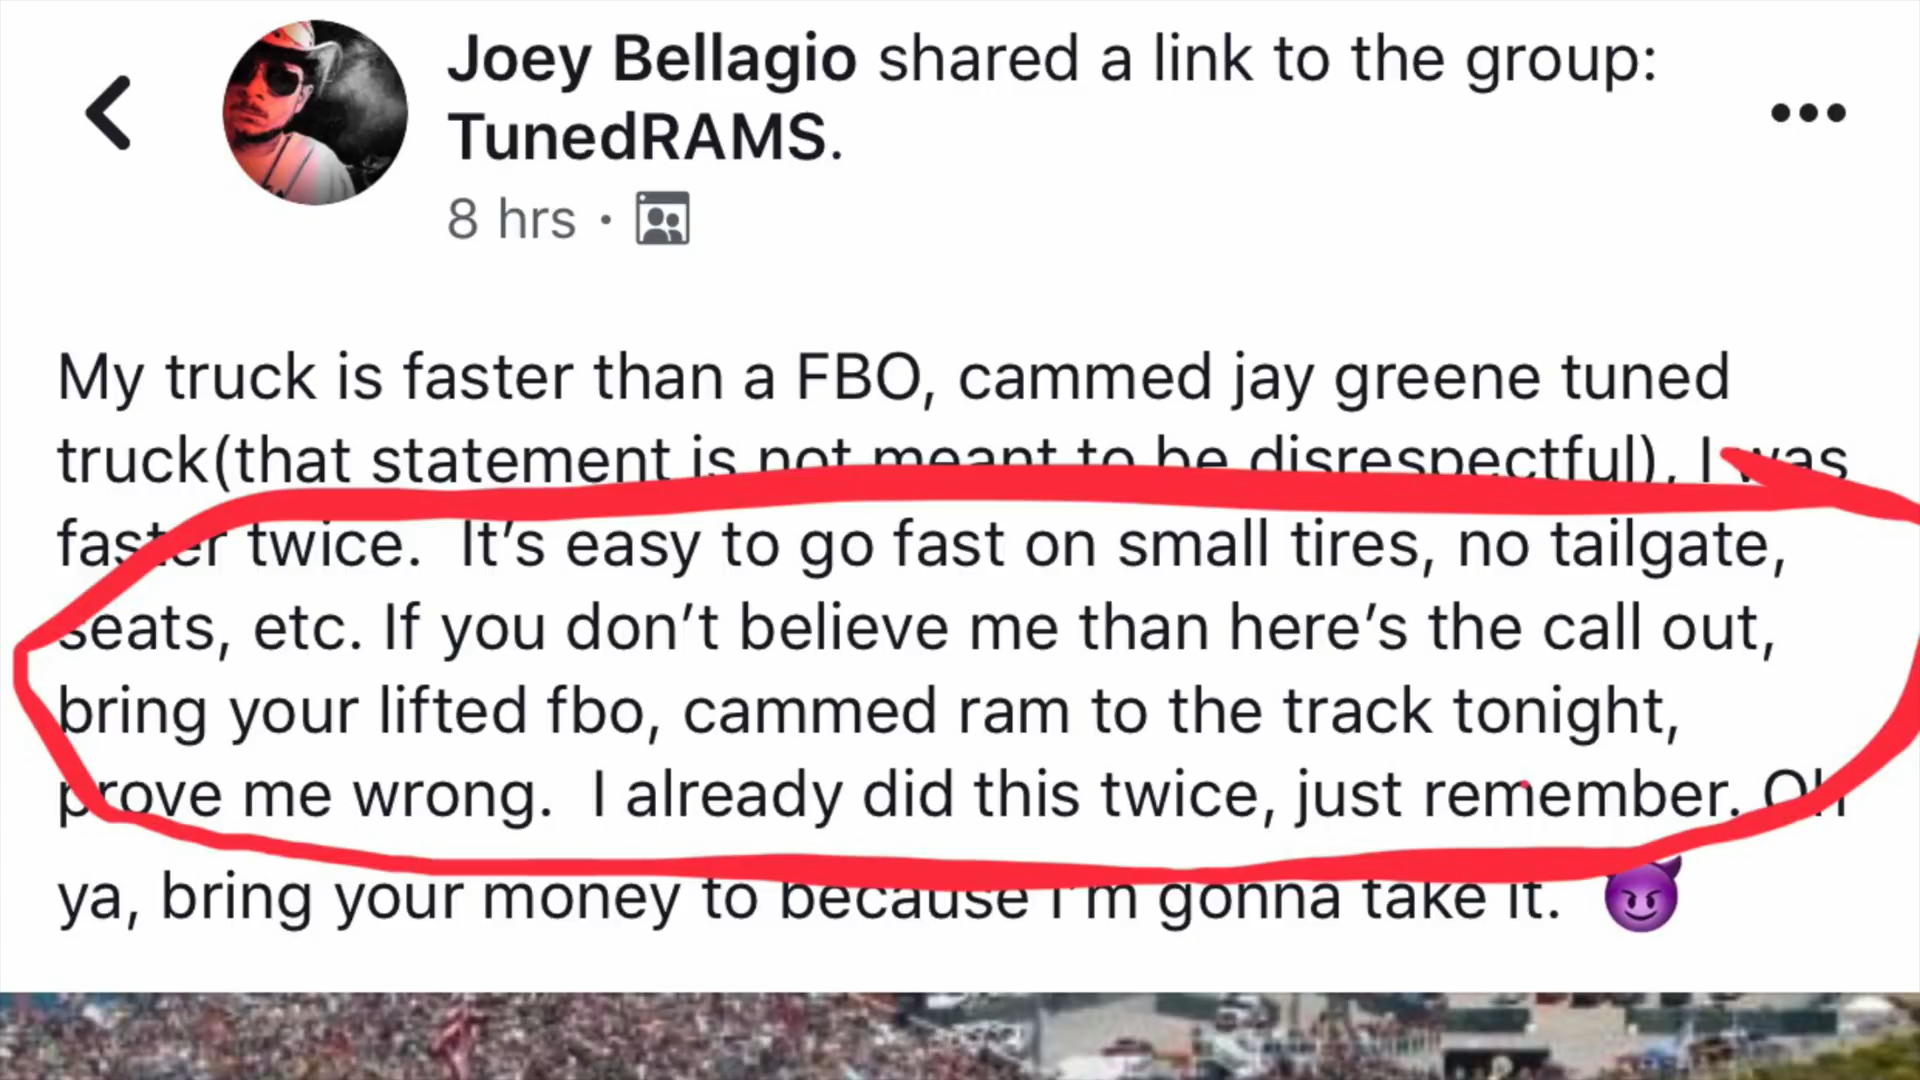 Joey Bellagio shared a link to the group:
TunedRAMS.
8 hrs ·
My truck is faster than a FBO, cammed jay greene tuned
truck(that statement is not meant to be disrespectful), I was
faster twice.  It’s easy to go fast on small tires, no tailgate,
seats, etc. If you don’t believe me than here’s the call out,
bring your lifted fbo, cammed ram to the track tonight,
prove me wrong.  I already did this twice, just remember. Oh
ya, bring your money to because I’m gonna take it. 😈